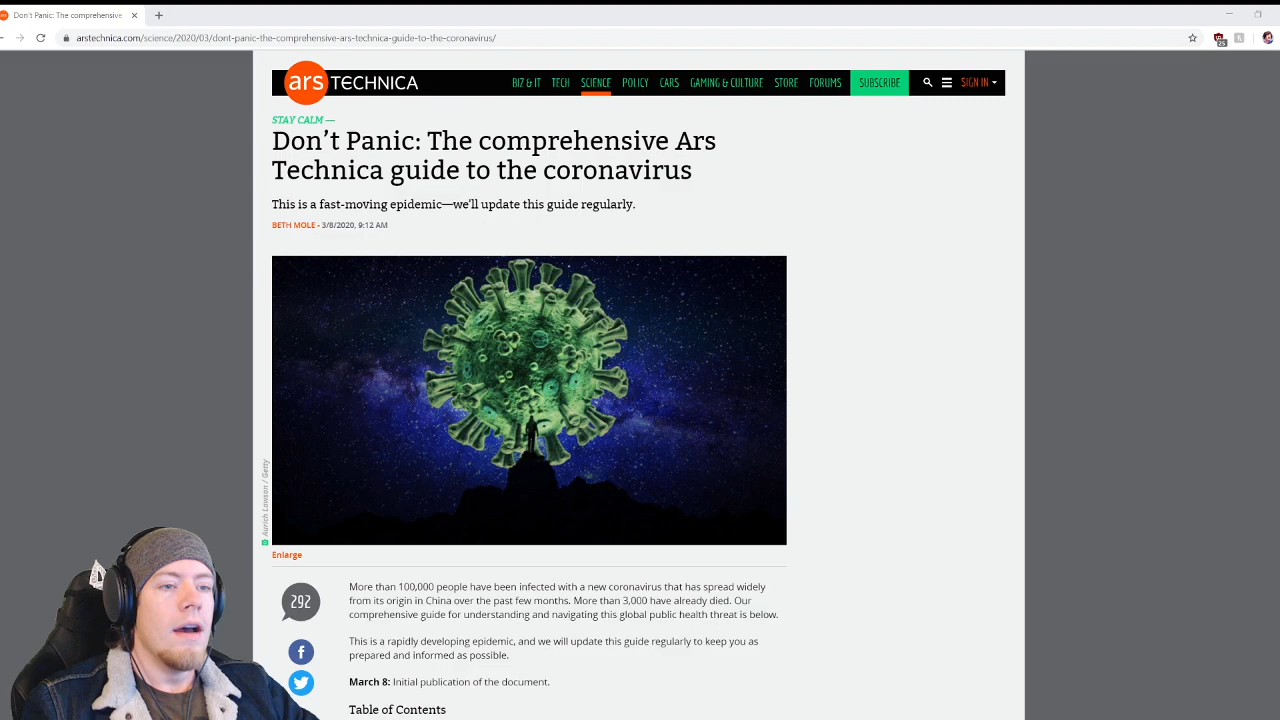 Don't Panic: The comprehensive
arstechnica.com/science/2020/03/dont-panic-the-comprehensive-ars-technica-guide-to-the-coronavirus/
25
ars TECHNICA
BIZ & IT TECH SCIENCE POLICY CARS GAMING & CULTURE STORE FORUMS SUBSCRIBE SIGN IN
STAY CALM —
Don’t Panic: The comprehensive Ars
Technica guide to the coronavirus
This is a fast-moving epidemic—we'll update this guide regularly.
BETH MOLE - 3/8/2020, 9:12 AM
Aurich Lawson / Getty
Enlarge
292
More than 100,000 people have been infected with a new coronavirus that has spread widely
from its origin in China over the past few months. More than 3,000 have already died. Our
comprehensive guide for understanding and navigating this global public health threat is below.
This is a rapidly developing epidemic, and we will update this guide regularly to keep you as
prepared and informed as possible.
March 8: Initial publication of the document.
Table of Contents